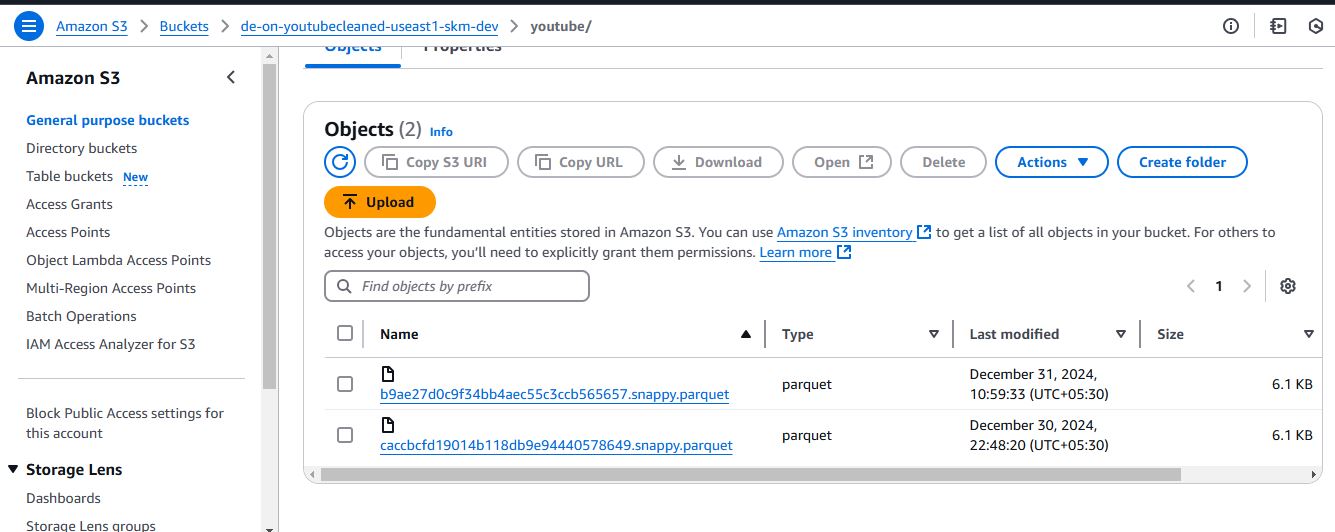 Amazon S3 > Buckets > de-on-youtubecleaned-useast1-skm-dev > youtube/
Amazon S3
General purpose buckets
Directory buckets
Table buckets New
Access Grants
Access Points
Object Lambda Access Points
Multi-Region Access Points
Batch Operations
IAM Access Analyzer for S3
Block Public Access settings for
this account
Storage Lens
Dashboards
Storage Lens groups
Objects Properties
Objects (2) Info
Copy S3 URI Copy URL Download Open Delete Actions Create folder
Upload
Objects are the fundamental entities stored in Amazon S3. You can use Amazon S3 inventory to get a list of all objects in your bucket. For others to
access your objects, you'll need to explicitly grant them permissions. Learn more
Find objects by prefix
1
Name Type Last modified Size
b9ae27d0c9f34bb4aec55c3ccb565657.snappy.parquet parquet December 31, 2024, 6.1 KB
10:59:33 (UTC+05:30)
caccbcfd19014b118db9e94440578649.snappy.parquet parquet December 30, 2024, 6.1 KB
22:48:20 (UTC+05:30)